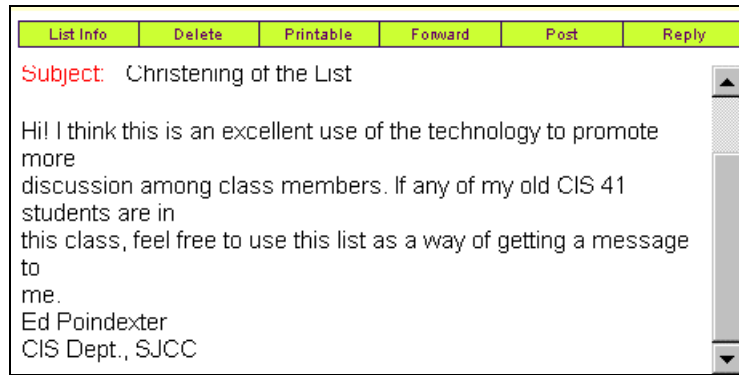 List Info Delete Printable Forward Post Reply
Subject: Christening of the List
Hi! I think this is an excellent use of the technology to promote
more
discussion among class members. If any of my old CIS 41
students are in
this class, feel free to use this list as a way of getting a message
to
me.
Ed Poindexter
CIS Dept., SJCC